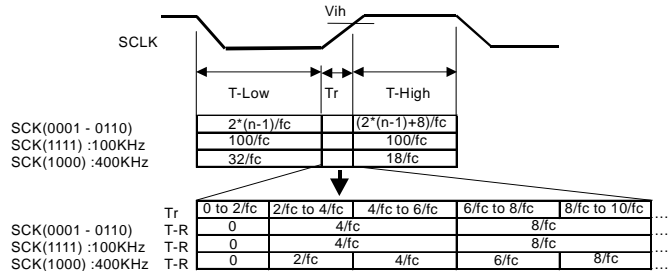 Vih
SCLK
T-Low Tr T-High
SCK(0001 - 0110) 2*(n-1)/fc (2*(n-1)+8)/fc
SCK(1111) :100KHz 100/fc 100/fc
SCK(1000) :400KHz 32/fc 18/fc
Tr 0 to 2/fc 2/fc to 4/fc 4/fc to 6/fc 6/fc to 8/fc 8/fc to 10/fc ...
SCK(0001 - 0110) T-R 0 4/fc 8/fc ...
SCK(1111) :100KHz T-R 0 4/fc 8/fc ...
SCK(1000) :400KHz T-R 0 2/fc 4/fc 6/fc 8/fc ...